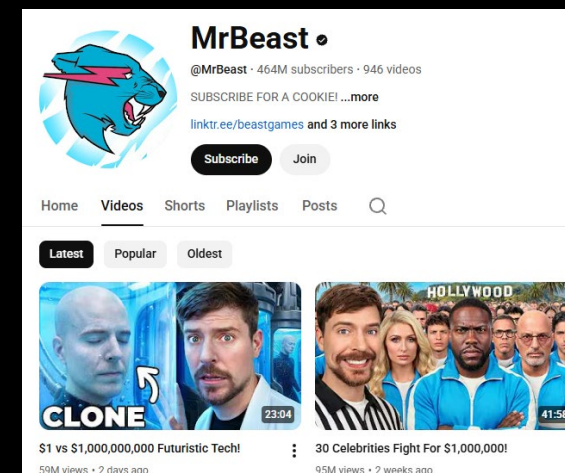 MrBeast
@MrBeast · 464M subscribers · 946 videos
SUBSCRIBE FOR A COOKIE! ...more
linktr.ee/beastgames and 3 more links
Subscribe Join
Home Videos Shorts Playlists Posts
Latest Popular Oldest
HOLLYWOOD
CLONE
23:04
41:58
$1 vs $1,000,000,000 Futuristic Tech!
30 Celebrities Fight For $1,000,000!
59M views • 2 days ago
95M views • 2 weeks ago